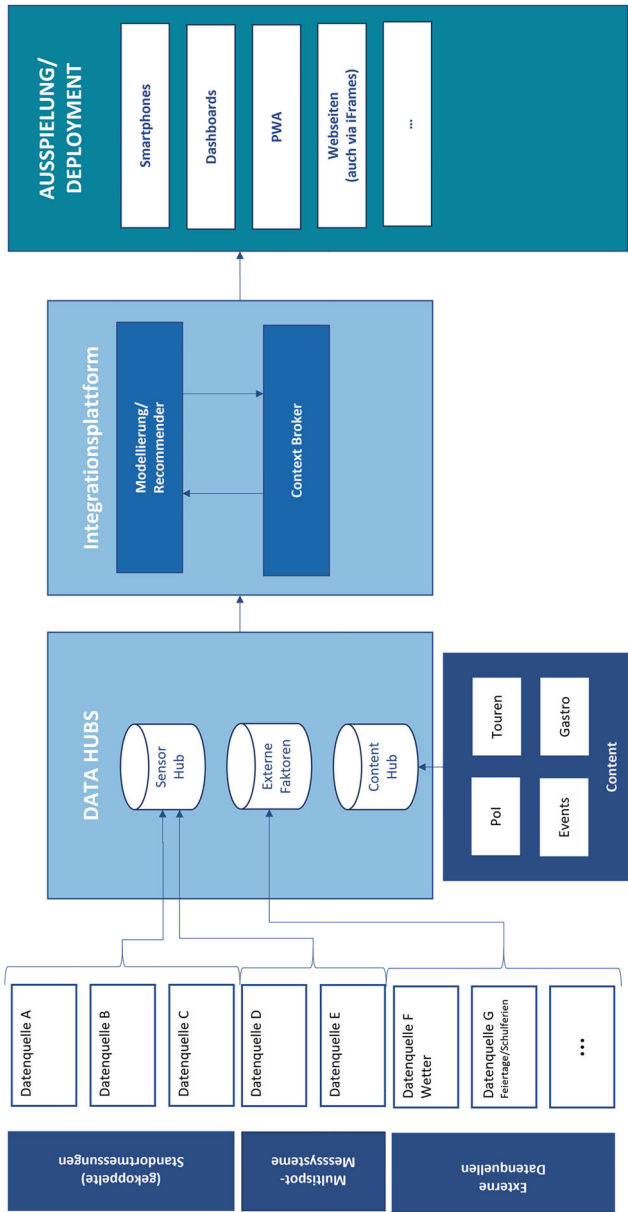 (gekoppelte)
Standortmessungen
Multispot-
Messsysteme
Externe
Datenquellen
Datenquelle A
Datenquelle B
Datenquelle C
Datenquelle D
Datenquelle E
Datenquelle F
Wetter
Datenquelle G
Feiertage/Schulferien
...
DATA HUBS
Sensor
Hub
Externe
Faktoren
Content
Hub
PoI
Touren
Events
Gastro
Content
Integrationsplattform
Modellierung/
Recommender
Context Broker
AUSSPIELUNG/
DEPLOYMENT
Smartphones
Dashboards
PWA
Webseiten
(auch via iFrames)
...